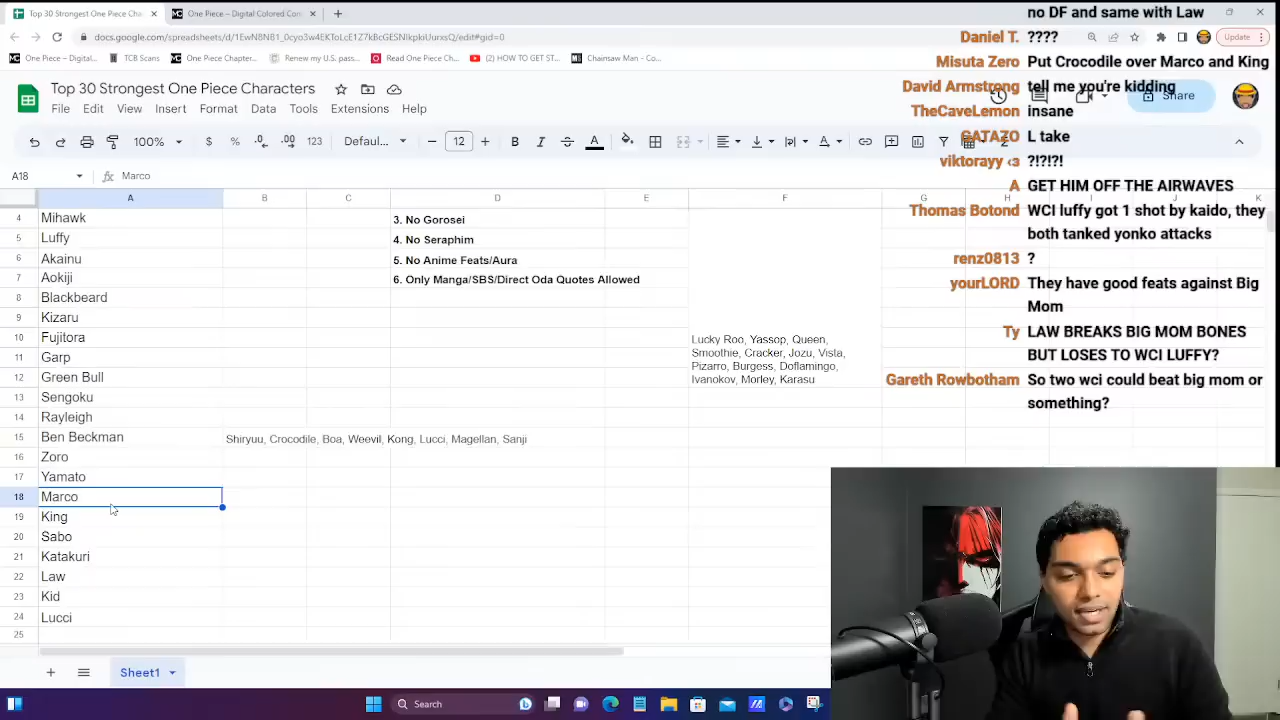 Top 30 Strongest One Piece Ch
One Piece – Digital Colored Con
no DF and same with Law
docs.google.com/spreadsheets/d/1EwN8N81_0cyo3w4EKToLcE1Z7kBcGESNlkpkiUurxsQ/edit#gid=0
Update
Daniel T. ????
One Piece – Digital...
TCB Scans
One Piece Chapter...
Renew my U.S. pass...
Read One Piece Ch...
(2) HOW TO GET ST...
Chainsaw Man - Co...
Misuta Zero Put Crocodile over Marco and King
Top 30 Strongest One Piece Characters
David Armstrong tell me you're kidding
Share
File Edit View Insert Format Data Tools Extensions Help
TheCaveLemon insane
100% $ % .0 .00 123 Defaul... 12 B I A
GATAZO L take
viktorayy <3 ?!?!?!
A18 fx Marco
A GET HIM OFF THE AIRWAVES
A B C D E F G H I J K
Thomas Botond WCI luffy got 1 shot by kaido, they
both tanked yonko attacks
4 Mihawk 3. No Gorosei
5 Luffy 4. No Seraphim
6 Akainu 5. No Anime Feats/Aura
renz0813 ?
7 Aokiji 6. Only Manga/SBS/Direct Oda Quotes Allowed
yourLORD They have good feats against Big
Mom
8 Blackbeard
9 Kizaru
10 Fujitora
Ty LAW BREAKS BIG MOM BONES
BUT LOSES TO WCI LUFFY?
Lucky Roo, Yassop, Queen,
Smoothie, Cracker, Jozu, Vista,
Pizarro, Burgess, Doflamingo,
Ivanokov, Morley, Karasu
11 Garp
12 Green Bull
Gareth Rowbotham So two wci could beat big mom or
something?
13 Sengoku
14 Rayleigh
15 Ben Beckman Shiryuu, Crocodile, Boa, Weevil, Kong, Lucci, Magellan, Sanji
16 Zoro
17 Yamato
18 Marco
19 King
20 Sabo
21 Katakuri
22 Law
23 Kid
24 Lucci
25
Sheet1
Search